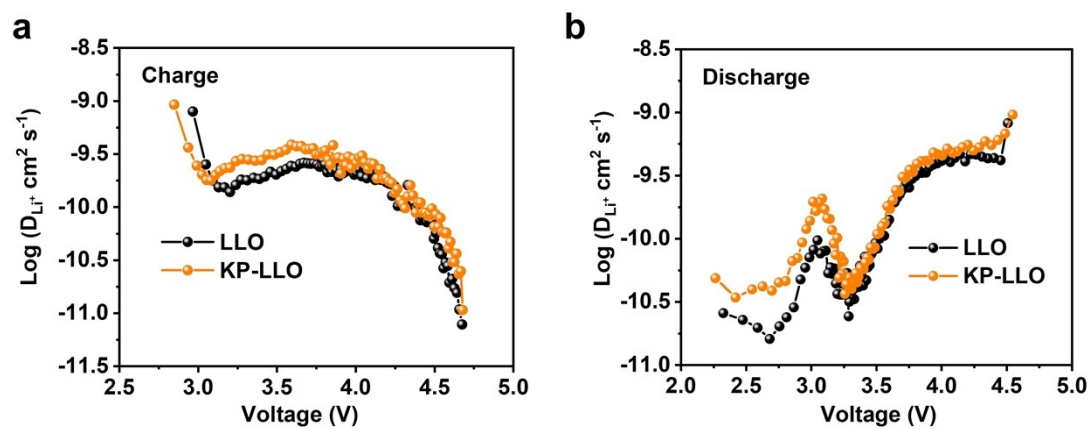 a
Charge
Log (D_Li⁺ cm² s⁻¹)
-8.5
-9.0
-9.5
-10.0
-10.5
-11.0
-11.5
LLO
KP-LLO
2.5 3.0 3.5 4.0 4.5 5.0
Voltage (V)
b
Discharge
Log (D_Li⁺ cm² s⁻¹)
-8.5
-9.0
-9.5
-10.0
-10.5
-11.0
LLO
KP-LLO
2.0 2.5 3.0 3.5 4.0 4.5 5.0
Voltage (V)